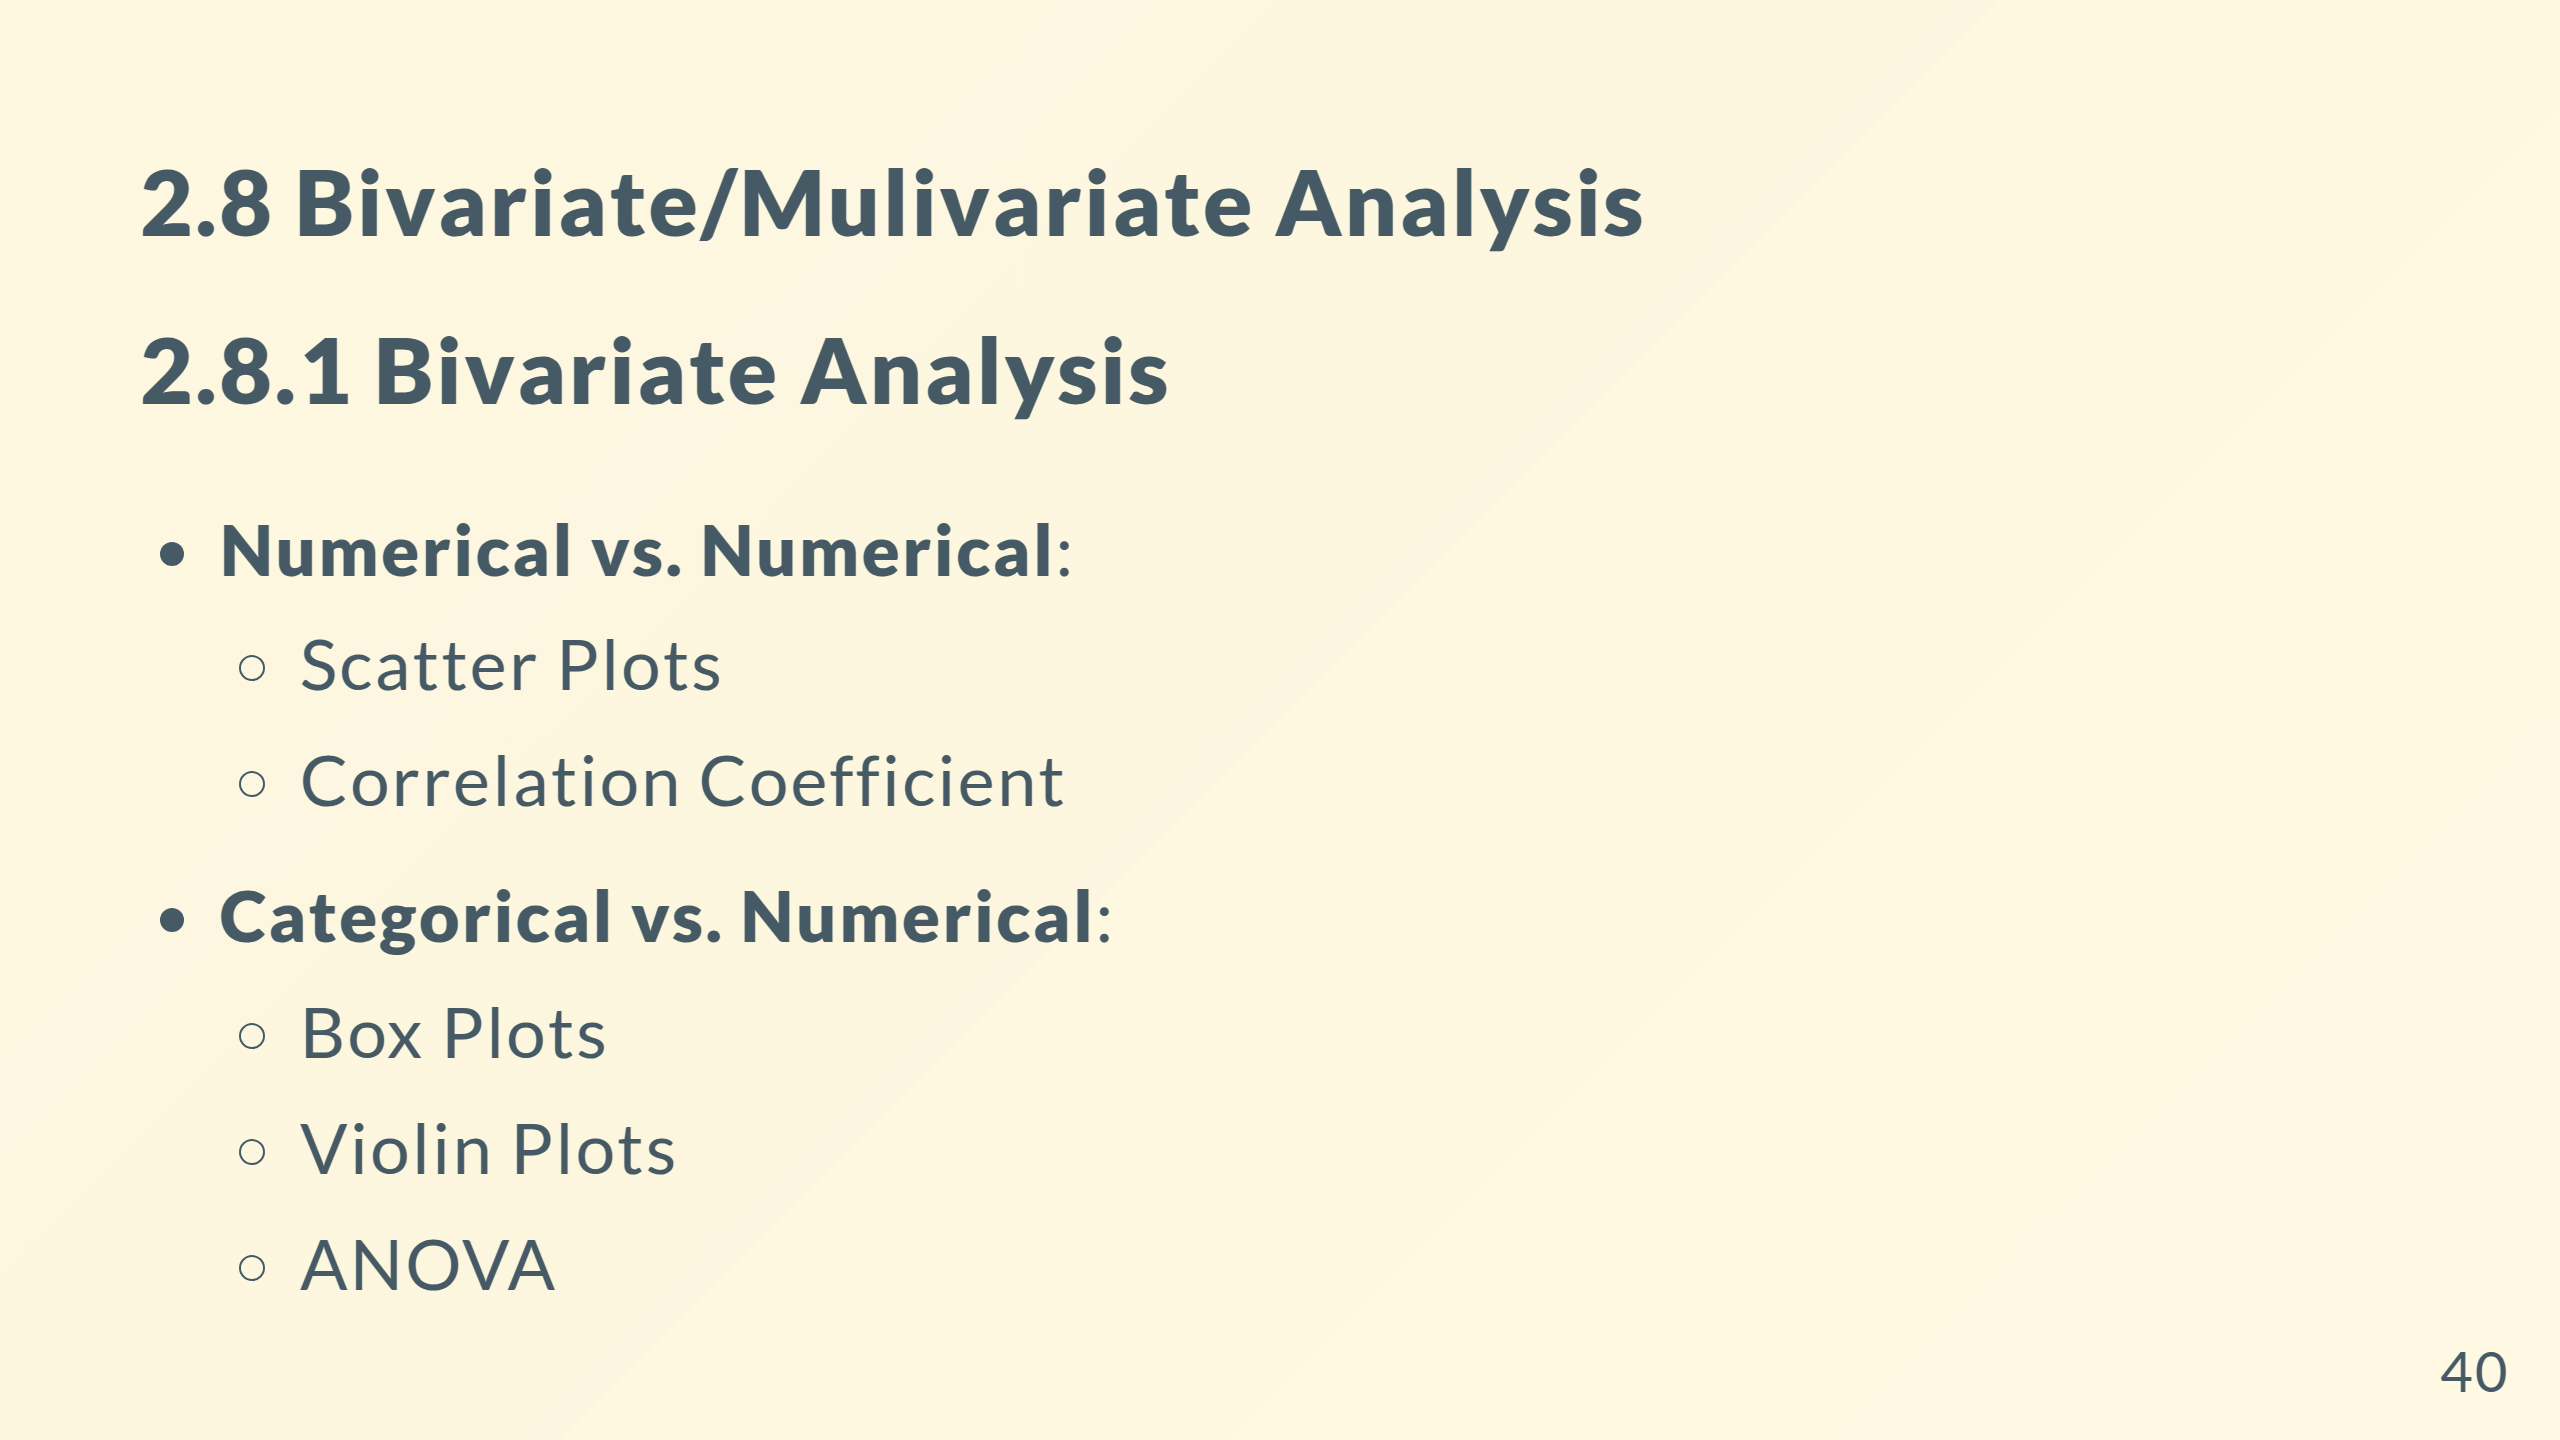 2.8 Bivariate/Mulivariate Analysis
2.8.1 Bivariate Analysis
• Numerical vs. Numerical:
○ Scatter Plots
○ Correlation Coefficient
• Categorical vs. Numerical:
○ Box Plots
○ Violin Plots
○ ANOVA
40